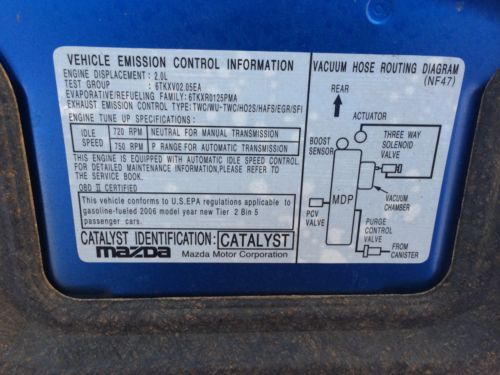 VEHICLE EMISSION CONTROL INFORMATION
ENGINE DISPLACEMENT : 2.0L
TEST GROUP : 6TKXV02.05EA
EVAPORATIVE/REFUELING FAMILY: 6TKXR0125PMA
EXHAUST EMISSION CONTROL TYPE:TWC/WU-TWC/HO2S/HAFS/EGR/SFI
ENGINE TUNE UP SPECIFICATIONS:
IDLE SPEED
720 RPM NEUTRAL FOR MANUAL TRANSMISSION
750 RPM P RANGE FOR AUTOMATIC TRANSMISSION
THIS ENGINE IS EQUIPPED WITH AUTOMATIC IDLE SPEED CONTROL.
FOR DETAILED MAINTENANCE INFORMATION,PLEASE REFER TO
THE SERVICE BOOK.
OBD II CERTIFIED
This vehicle conforms to U.S.EPA regulations applicable to
gasoline-fueled 2006 model year new Tier 2 Bin 5
passenger cars.
CATALYST IDENTIFICATION: CATALYST
mazda Mazda Motor Corporation
VACUUM HOSE ROUTING DIAGRAM
(NF47)
REAR
ACTUATOR
BOOST
SENSOR
THREE WAY
SOLENOID
VALVE
MDP
VACUUM
CHAMBER
PCV
VALVE
PURGE
CONTROL
VALVE
FROM
CANISTER